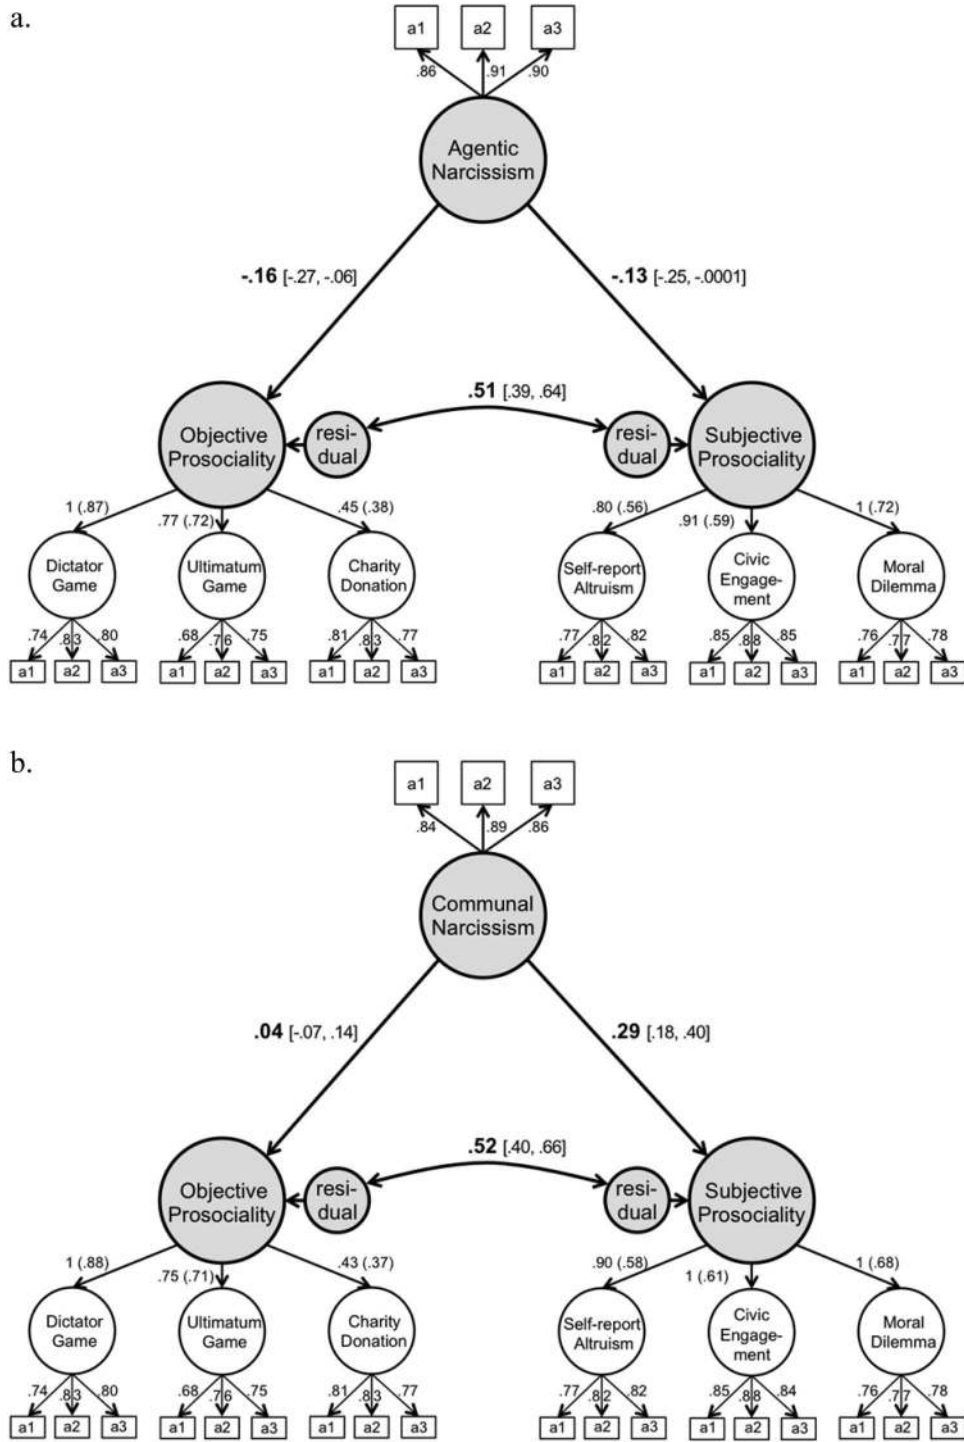 a.
a1 a2 a3
.86 .91 .90
Agentic
Narcissism
-.16 [-.27, -.06] -.13 [-.25, -.0001]
.51 [.39, .64]
Objective
Prosociality
resi-
dual
resi-
dual
Subjective
Prosociality
1 (.87) .77 (.72) .45 (.38) .80 (.56) .91 (.59) 1 (.72)
Dictator
Game
Ultimatum
Game
Charity
Donation
Self-report
Altruism
Civic
Engage-
ment
Moral
Dilemma
.74 .83 .80 .68 .76 .75 .81 .83 .77 .77 .82 .82 .85 .88 .85 .76 .77 .78
a1 a2 a3 a1 a2 a3 a1 a2 a3 a1 a2 a3 a1 a2 a3 a1 a2 a3
b.
a1 a2 a3
.84 .89 .86
Communal
Narcissism
.04 [-.07, .14] .29 [.18, .40]
.52 [.40, .66]
Objective
Prosociality
resi-
dual
resi-
dual
Subjective
Prosociality
1 (.88) .75 (.71) .43 (.37) .90 (.58) 1 (.61) 1 (.68)
Dictator
Game
Ultimatum
Game
Charity
Donation
Self-report
Altruism
Civic
Engage-
ment
Moral
Dilemma
.74 .83 .80 .68 .76 .75 .81 .83 .77 .77 .82 .82 .85 .88 .84 .76 .77 .78
a1 a2 a3 a1 a2 a3 a1 a2 a3 a1 a2 a3 a1 a2 a3 a1 a2 a3